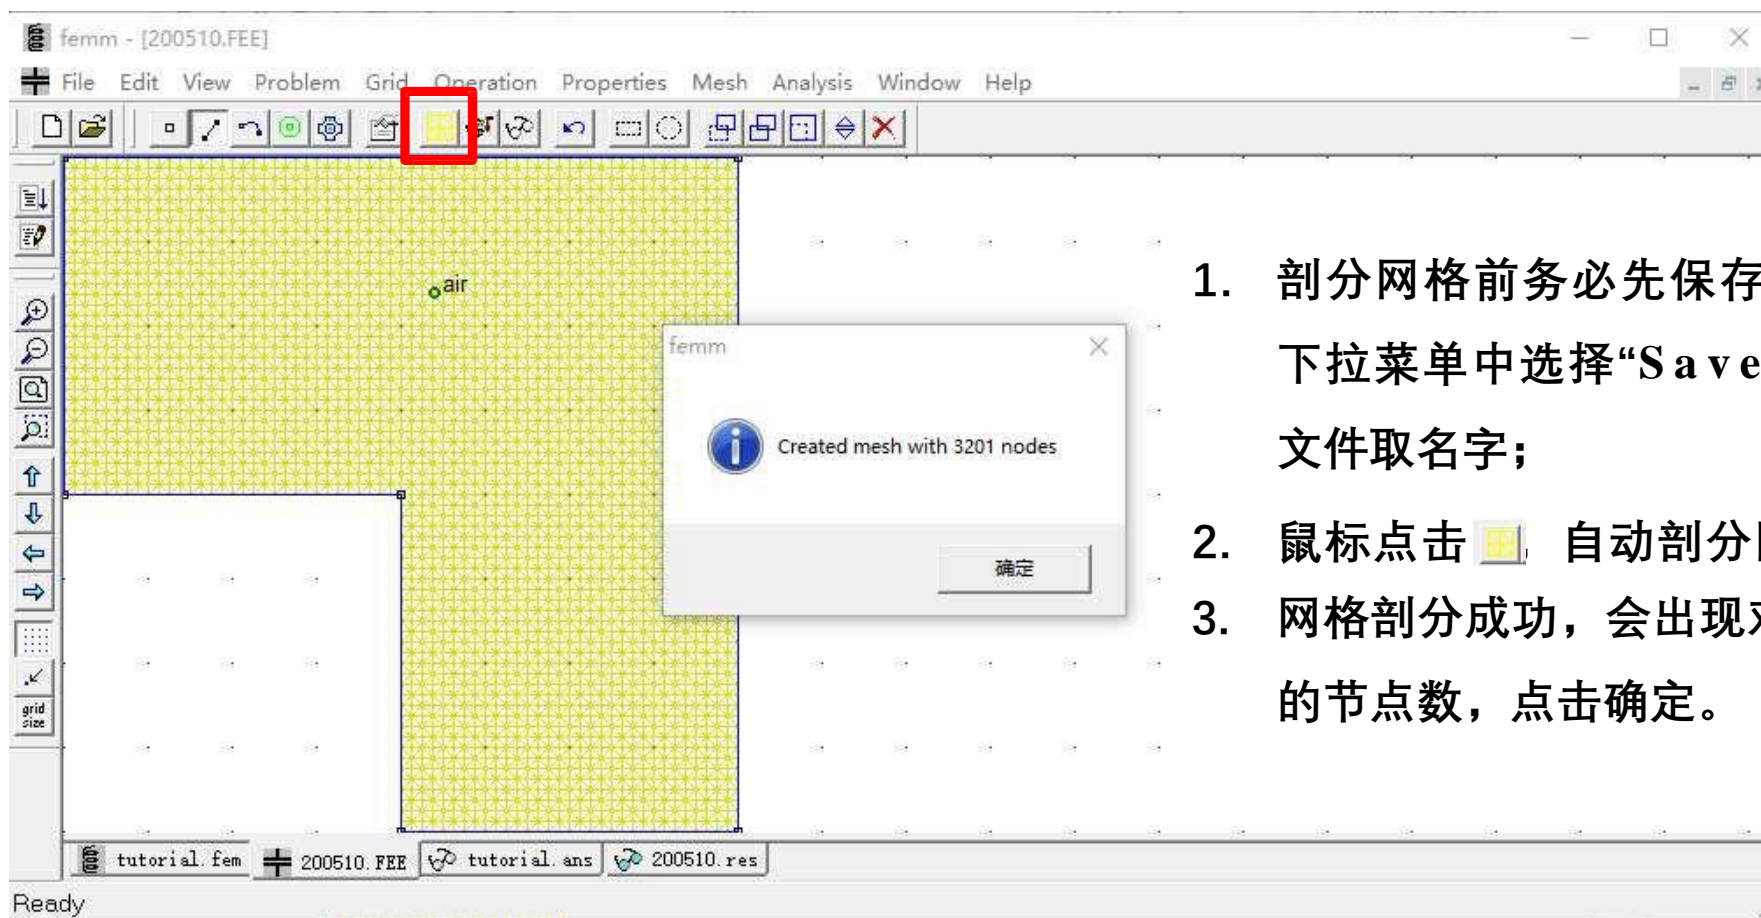 femm - [200510.FEE]
File Edit View Problem Grid Operation Properties Mesh Analysis Window Help
air
femm
Created mesh with 3201 nodes
确定
1. 剖分网格前务必先保存
下拉菜单中选择“Save
文件取名字；
2. 鼠标点击 自动剖分
3. 网格剖分成功，会出现
的节点数，点击确定。
grid
size
tutorial.fem 200510.FEE tutorial.ans 200510.res
Ready